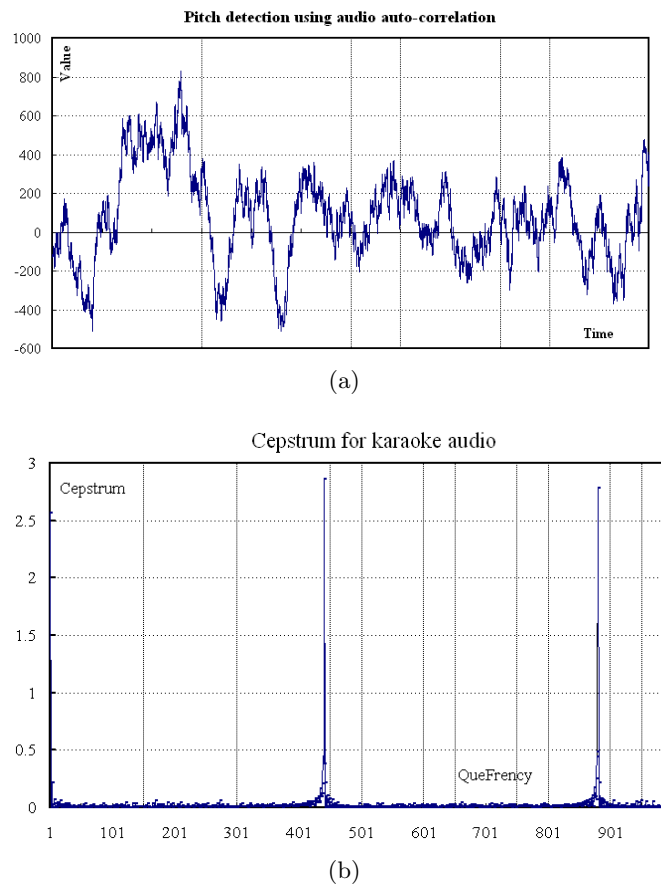 Pitch detection using audio auto-correlation
Value
1000
800
600
400
200
0
-200
-400
-600
Time
(a)
Cepstrum for karaoke audio
3
2.5
2
1.5
1
0.5
0
Cepstrum
QueFrency
1 101 201 301 401 501 601 701 801 901
(b)